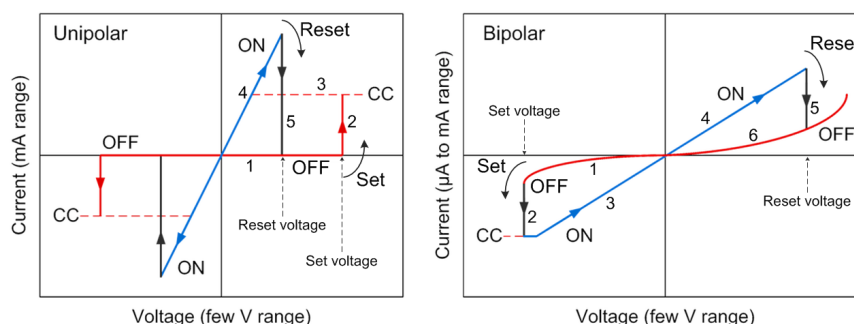 Unipolar
Reset
ON
4
3
CC
5
2
OFF
1
OFF
Set
CC
ON
Reset voltage
Set voltage
Current (mA range)
Voltage (few V range)
Bipolar
Rese
ON
4
Set voltage
5
6
OFF
Set
1
OFF
2
3
CC
ON
Reset voltage
Current (µA to mA range)
Voltage (few V range)